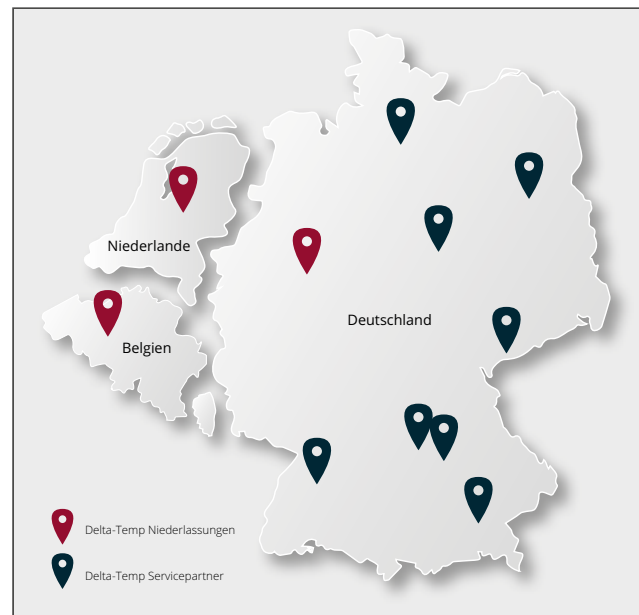 Niederlande
Deutschland
Belgien
Delta-Temp Niederlassungen
Delta-Temp Servicepartner